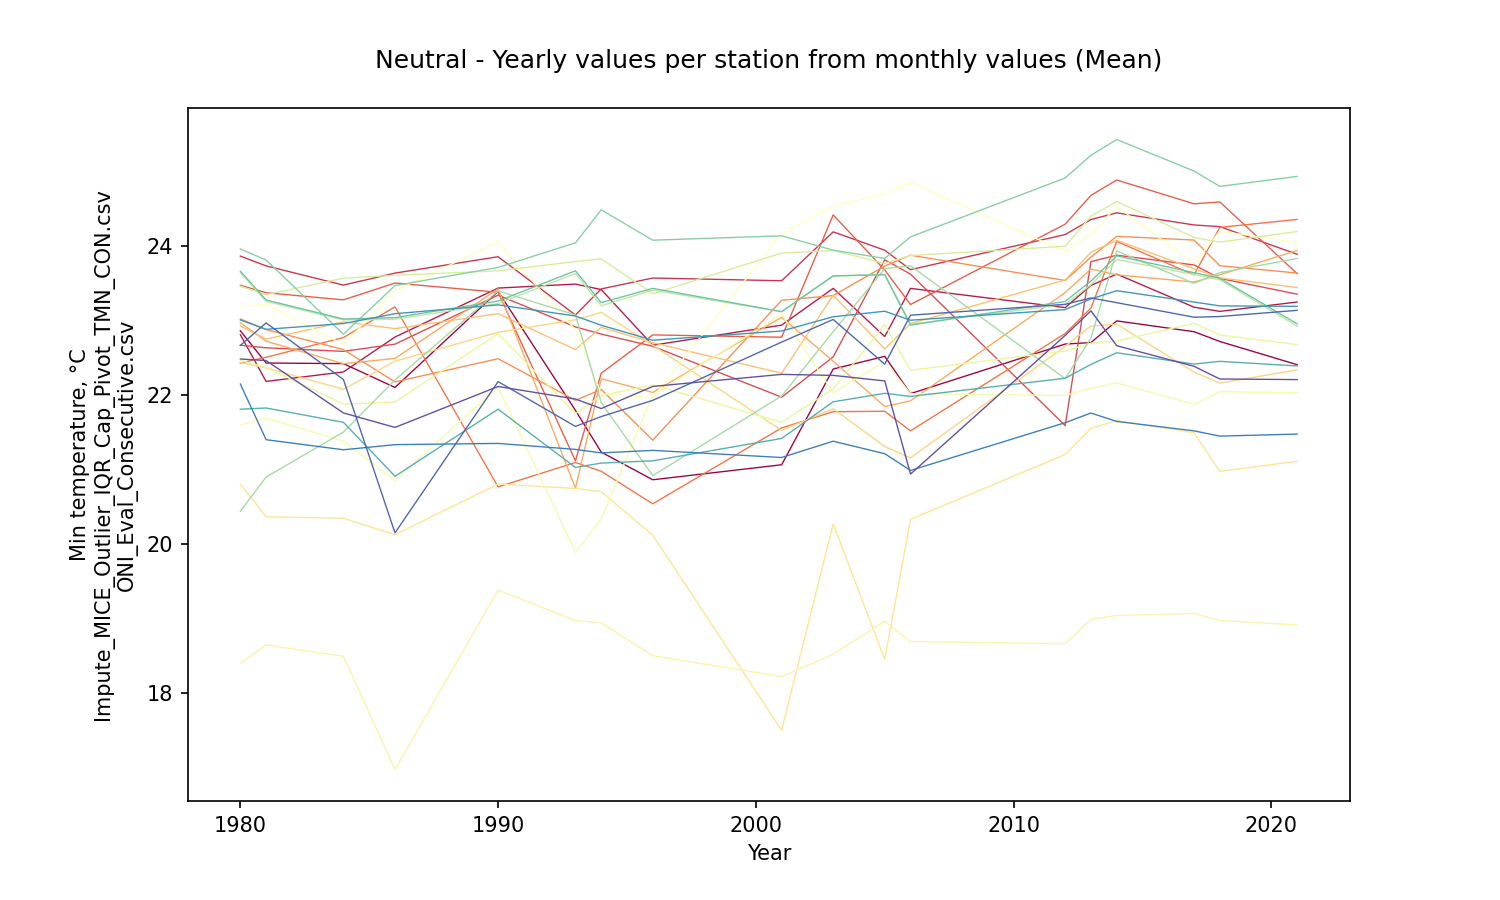 Neutral - Yearly values per station from monthly values (Mean)
Min temperature, °C
Impute_MICE_Outlier_IQR_Cap_Pivot_TMN_CON.csv
ONI_Eval_Consecutive.csv
24
22
20
18
1980 1990 2000 2010 2020
Year